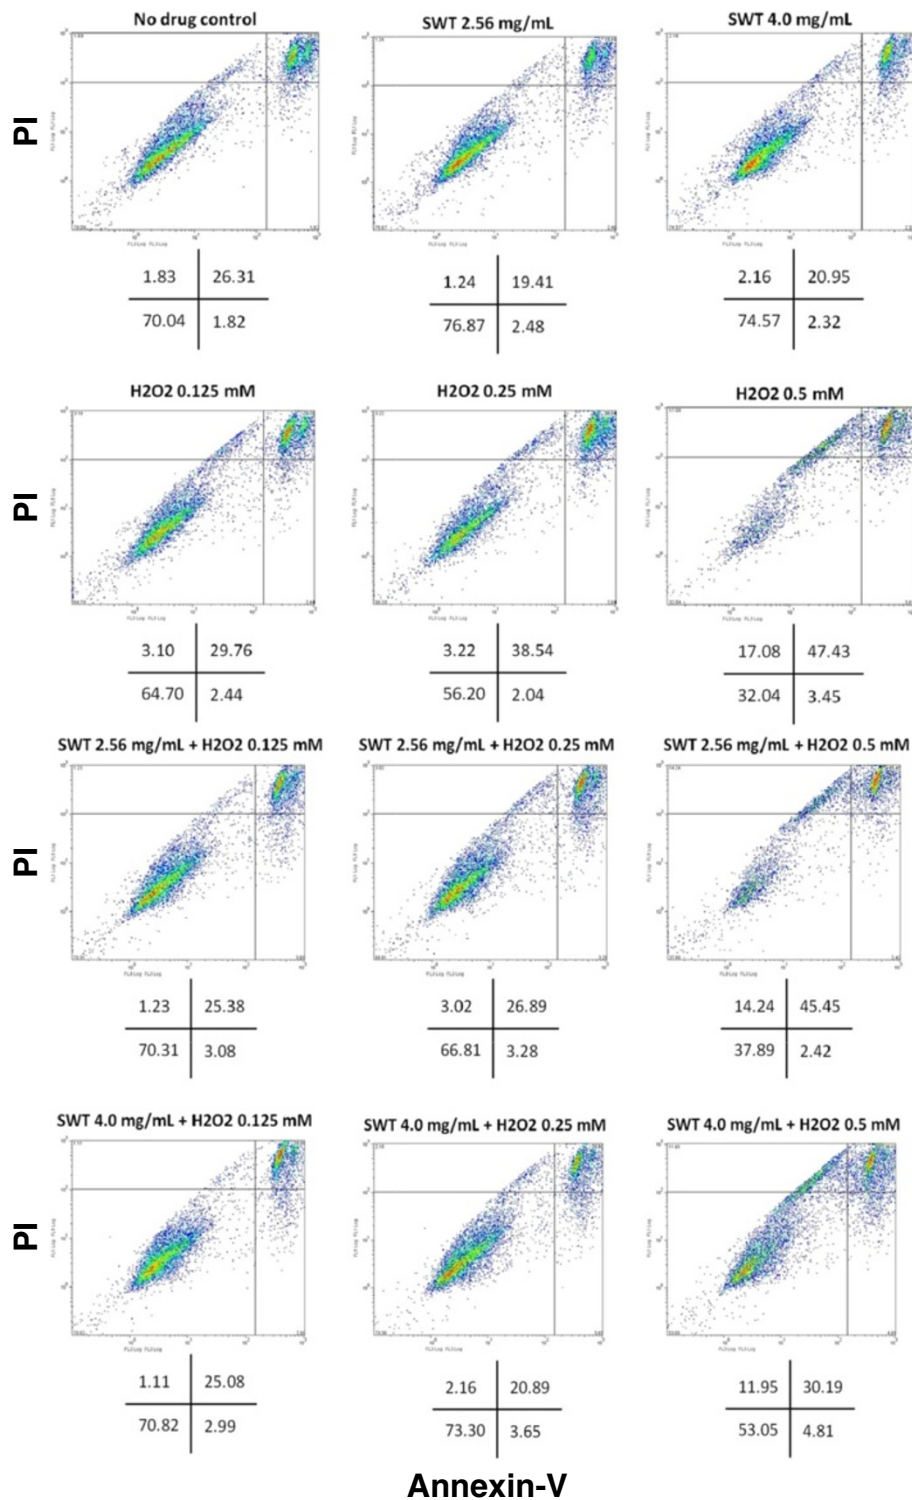 No drug control SWT 2.56 mg/mL SWT 4.0 mg/mL
PI
1.83 26.31 1.24 19.41 2.16 20.95
70.04 1.82 76.87 2.48 74.57 2.32
H2O2 0.125 mM H2O2 0.25 mM H2O2 0.5 mM
PI
3.10 29.76 3.22 38.54 17.08 47.43
64.70 2.44 56.20 2.04 32.04 3.45
SWT 2.56 mg/mL + H2O2 0.125 mM SWT 2.56 mg/mL + H2O2 0.25 mM SWT 2.56 mg/mL + H2O2 0.5 mM
PI
1.23 25.38 3.02 26.89 14.24 45.45
70.31 3.08 66.81 3.28 37.89 2.42
SWT 4.0 mg/mL + H2O2 0.125 mM SWT 4.0 mg/mL + H2O2 0.25 mM SWT 4.0 mg/mL + H2O2 0.5 mM
PI
1.11 25.08 2.16 20.89 11.95 30.19
70.82 2.99 73.30 3.65 53.05 4.81
Annexin-V